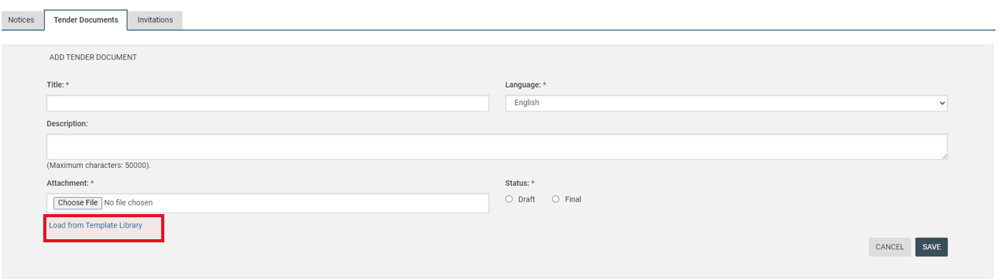 Notices Tender Documents Invitations
ADD TENDER DOCUMENT
Title: * Language: *
English
Description:
(Maximum characters: 50000).
Attachment: * Status: *
Choose File No file chosen Draft Final
Load from Template Library
CANCEL SAVE